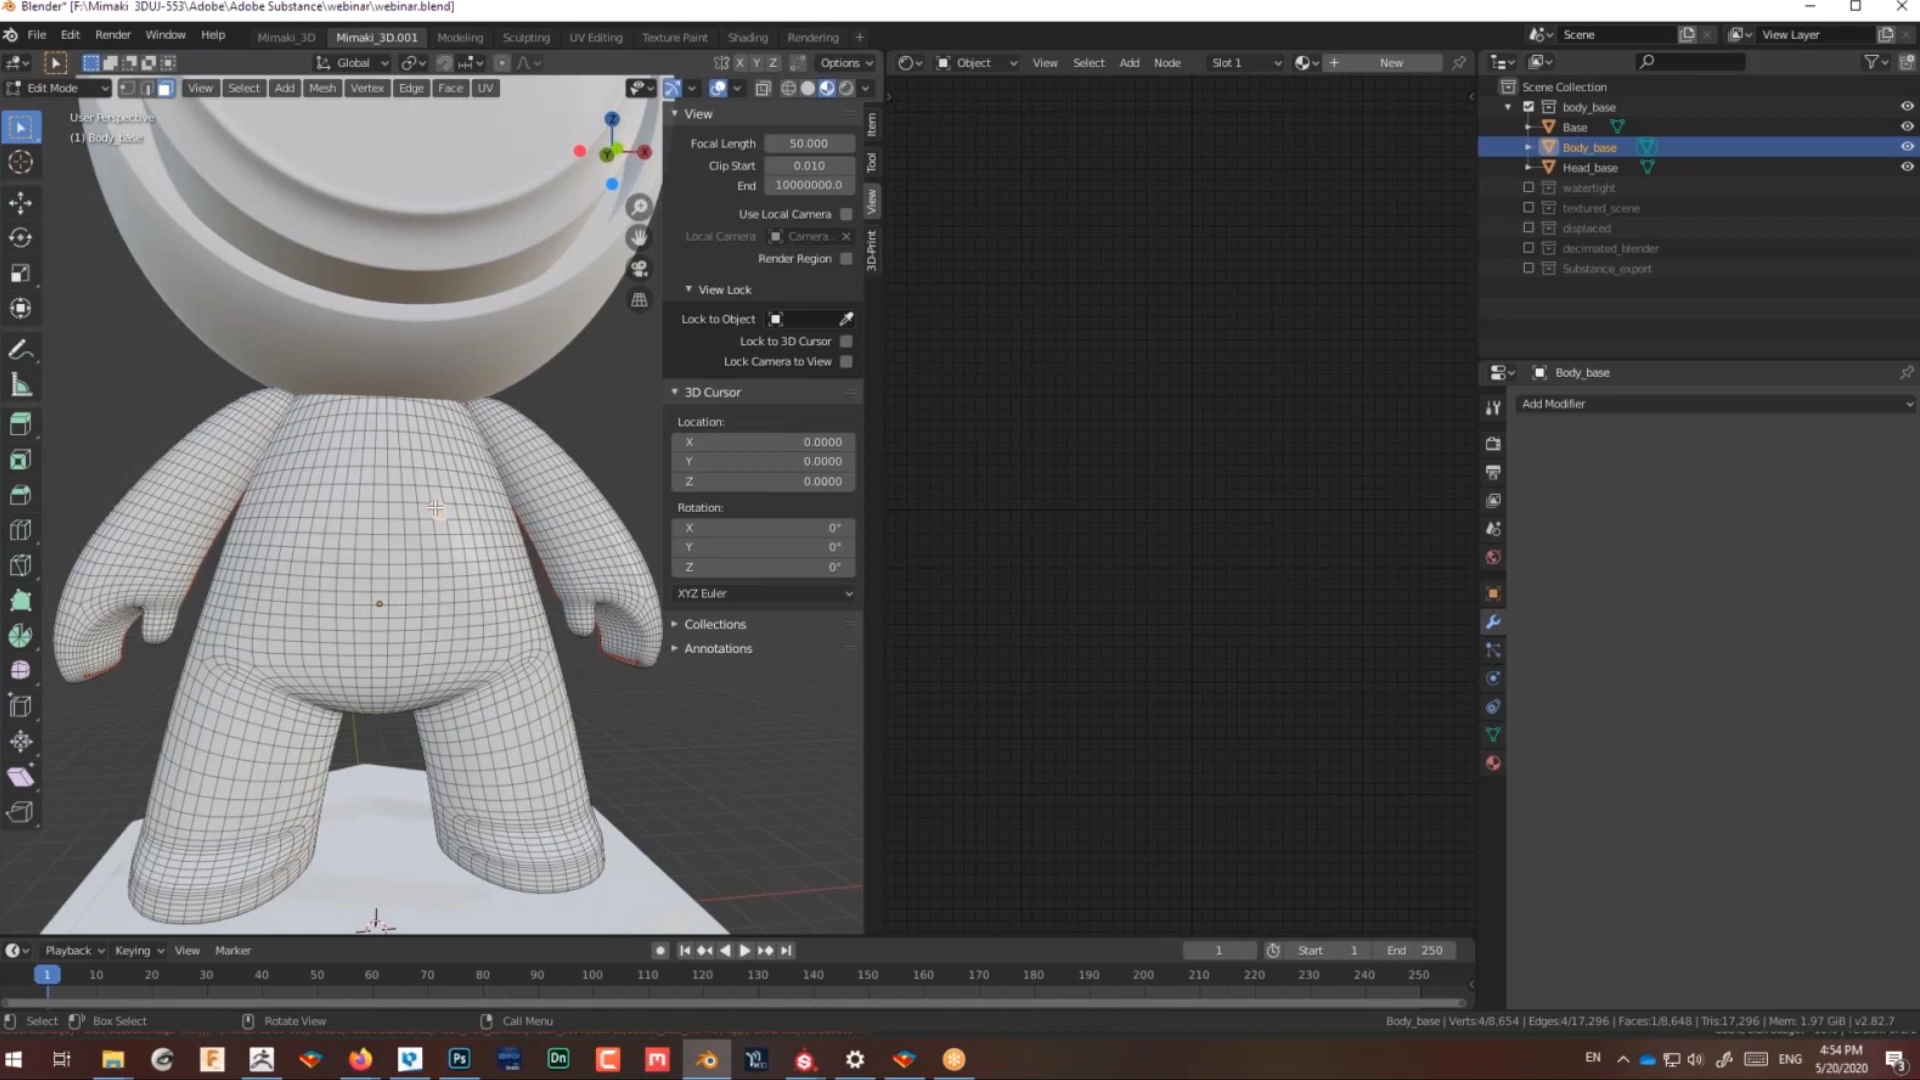 Blender* [F:\Mimaki_3DUJ-553\Adobe\Adobe Substance\webinar\webinar.blend]
File Edit Render Window Help Mimaki_3D Mimaki_3D.001 Modeling Sculpting UV Editing Texture Paint Shading Rendering + Scene View Layer
Global X Y Z Options Object View Select Add Node Slot 1 + New
Edit Mode View Select Add Mesh Vertex Edge Face UV
Scene Collection
body_base
Base
Body_base
Head_base
watertight
textured_scene
displaced
decimated_blender
Substance_export
User Perspective
(1) Body_base
Z
Y
X
View
Focal Length 50.000
Clip Start 0.010
End 10000000.0
Use Local Camera
Local Camera Camera..
Render Region
View Lock
Lock to Object
Lock to 3D Cursor
Lock Camera to View
3D Cursor
Location:
X 0.0000
Y 0.0000
Z 0.0000
Rotation:
X 0°
Y 0°
Z 0°
XYZ Euler
Collections
Annotations
Item
Tool
View
3D-Print
Body_base
Add Modifier
Playback Keying View Marker 1 Start 1 End 250
1 10 20 30 40 50 60 70 80 90 100 110 120 130 140 150 160 170 180 190 200 210 220 230 240 250
Select Box Select Rotate View Call Menu Body_base | Verts:4/8,654 | Edges:4/17,296 | Faces:1/8,648 | Tris:17,296 | Mem: 1.97 GiB | v2.82.7
Ps Dn EN ENG 4:54 PM
5/20/2020
3